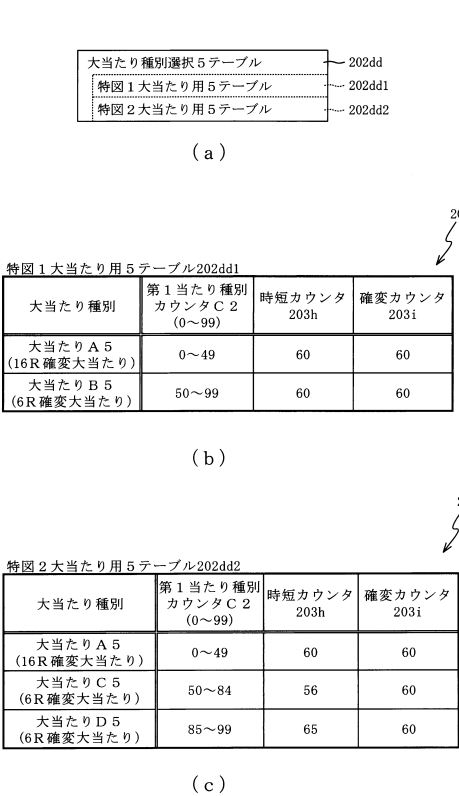 大当たり種別選択５テーブル 202dd
特図１大当たり用５テーブル 202dd1
特図２大当たり用５テーブル 202dd2
(a)
特図１大当たり用５テーブル202dd1
大当たり種別 第１当たり種別 カウンタＣ２ (0～99) 時短カウンタ 203h 確変カウンタ 203i
大当たりＡ５ (16Ｒ確変大当たり) 0～49 60 60
大当たりＢ５ (6Ｒ確変大当たり) 50～99 60 60
(b)
特図２大当たり用５テーブル202dd2
大当たり種別 第１当たり種別 カウンタＣ２ (0～99) 時短カウンタ 203h 確変カウンタ 203i
大当たりＡ５ (16Ｒ確変大当たり) 0～49 60 60
大当たりＣ５ (6Ｒ確変大当たり) 50～84 56 60
大当たりＤ５ (6Ｒ確変大当たり) 85～99 65 60
(c)